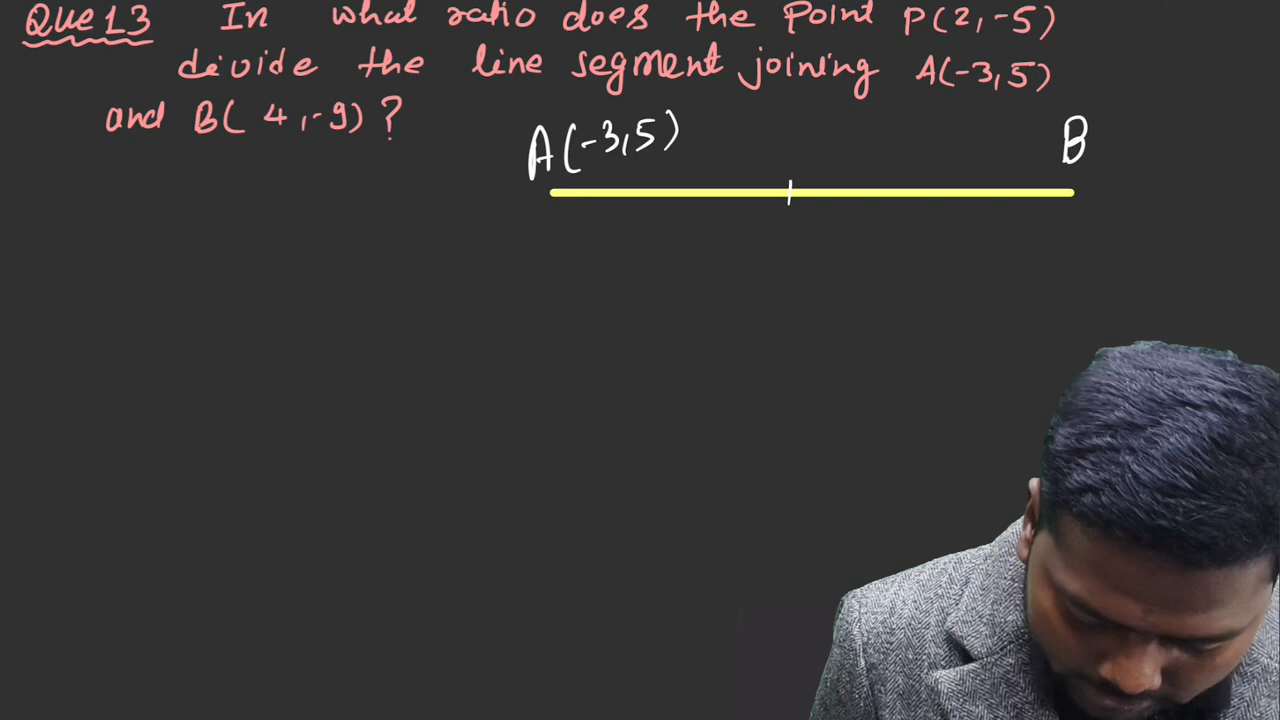 Que 13 In what ratio does the Point P(2,-5)
divide the line segment joining A(-3,5)
and B( 4,-9) ?
A(-3,5) B